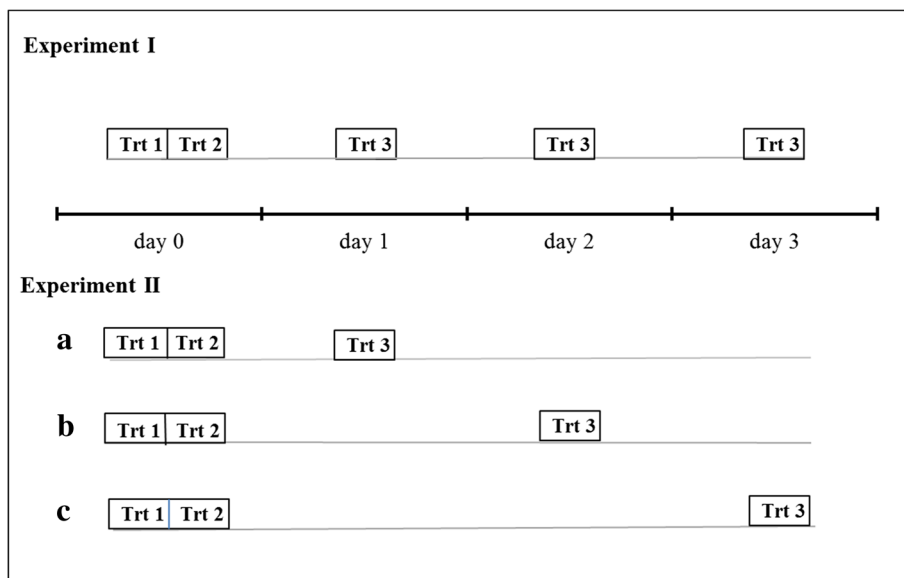 Experiment I
Trt 1 Trt 2 Trt 3 Trt 3 Trt 3
day 0 day 1 day 2 day 3
Experiment II
a Trt 1 Trt 2 Trt 3
b Trt 1 Trt 2 Trt 3
c Trt 1 Trt 2 Trt 3